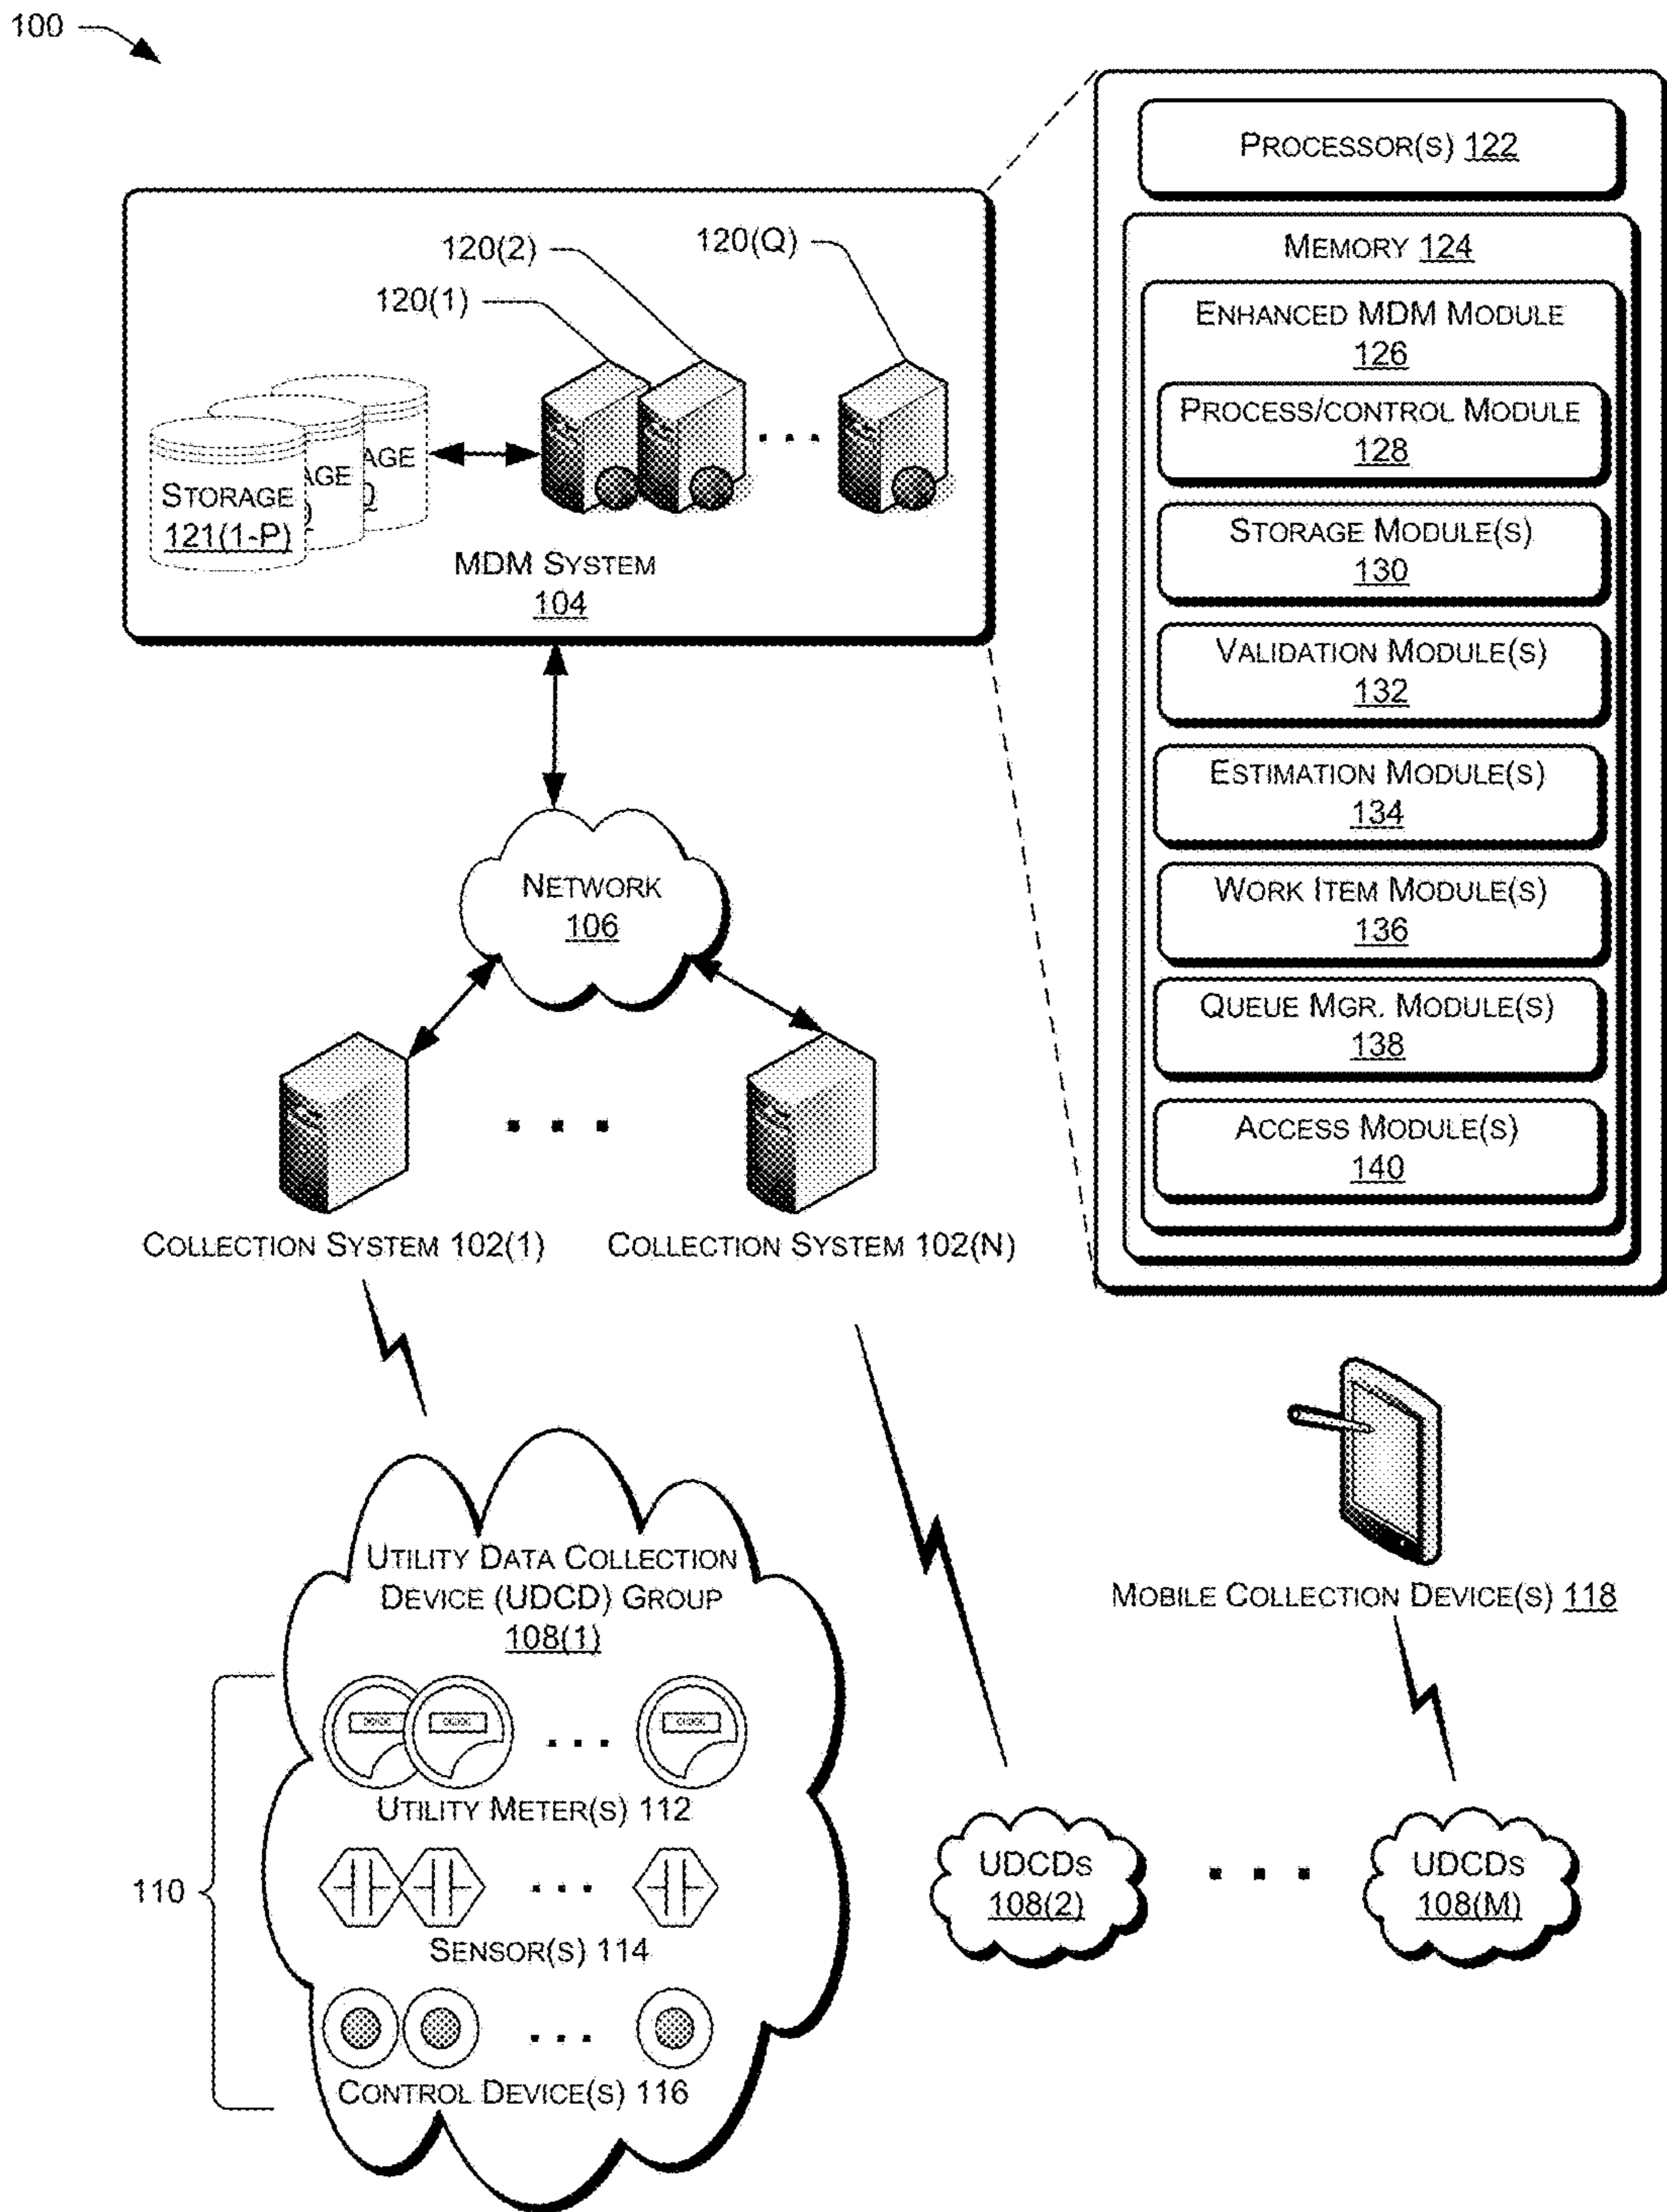 100
PROCESSOR(S) 122
MEMORY 124
ENHANCED MDM MODULE
126
PROCESS/CONTROL MODULE
128
STORAGE MODULE(S)
130
VALIDATION MODULE(S)
132
ESTIMATION MODULE(S)
134
WORK ITEM MODULE(S)
136
QUEUE MGR. MODULE(S)
138
ACCESS MODULE(S)
140
120(2)
120(Q)
120(1)
AGE
AGE
STORAGE
121(1-P)
MDM SYSTEM
104
NETWORK
106
COLLECTION SYSTEM 102(1)
COLLECTION SYSTEM 102(N)
MOBILE COLLECTION DEVICE(S) 118
UTILITY DATA COLLECTION
DEVICE (UDCD) GROUP
108(1)
UTILITY METER(S) 112
110
SENSOR(S) 114
CONTROL DEVICE(S) 116
UDCDs
108(2)
UDCDs
108(M)